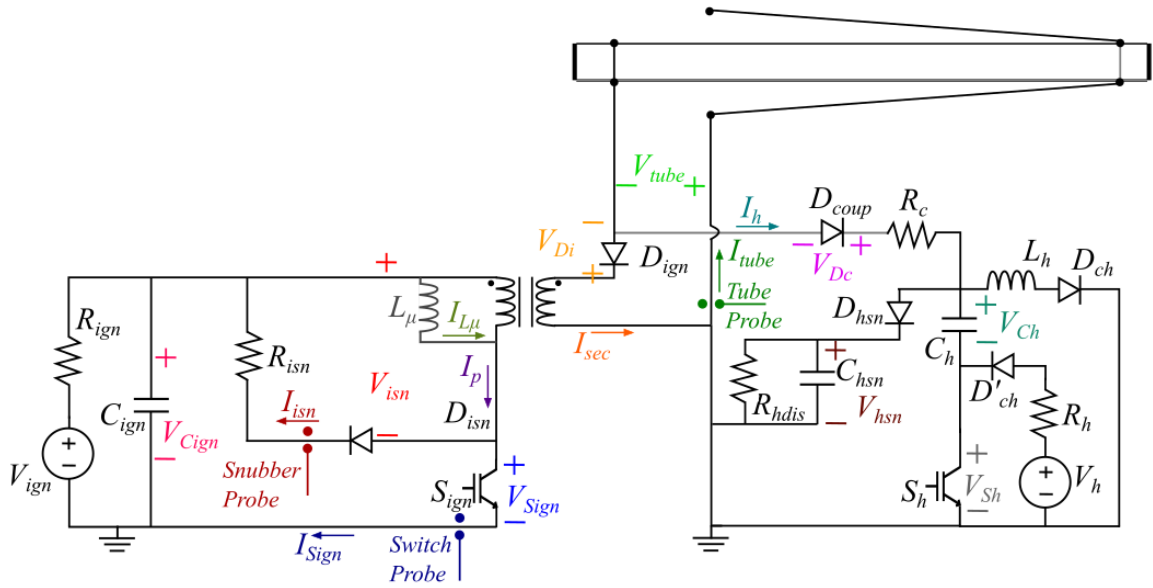 V_tube
− +
I_h
D_coup
R_c
−
V_Di
D_ign
+
−
V_Dc
+
I_tube
L_h
D_ch
+
Tube
Probe
D_hsn
+
V_Ch
−
C_h
R_ign
L_μ
I_Lμ
I_sec
R_isn
+
I_p
V_isn
+
C_hsn
D'_ch
C_ign
V_Cign
−
I_isn
D_isn
−
R_hdis
V_hsn
−
R_h
V_ign
+
−
Snubber
Probe
S_ign
+
V_Sign
−
S_h
+
V_Sh
−
+
−
V_h
I_Sign
Switch
Probe